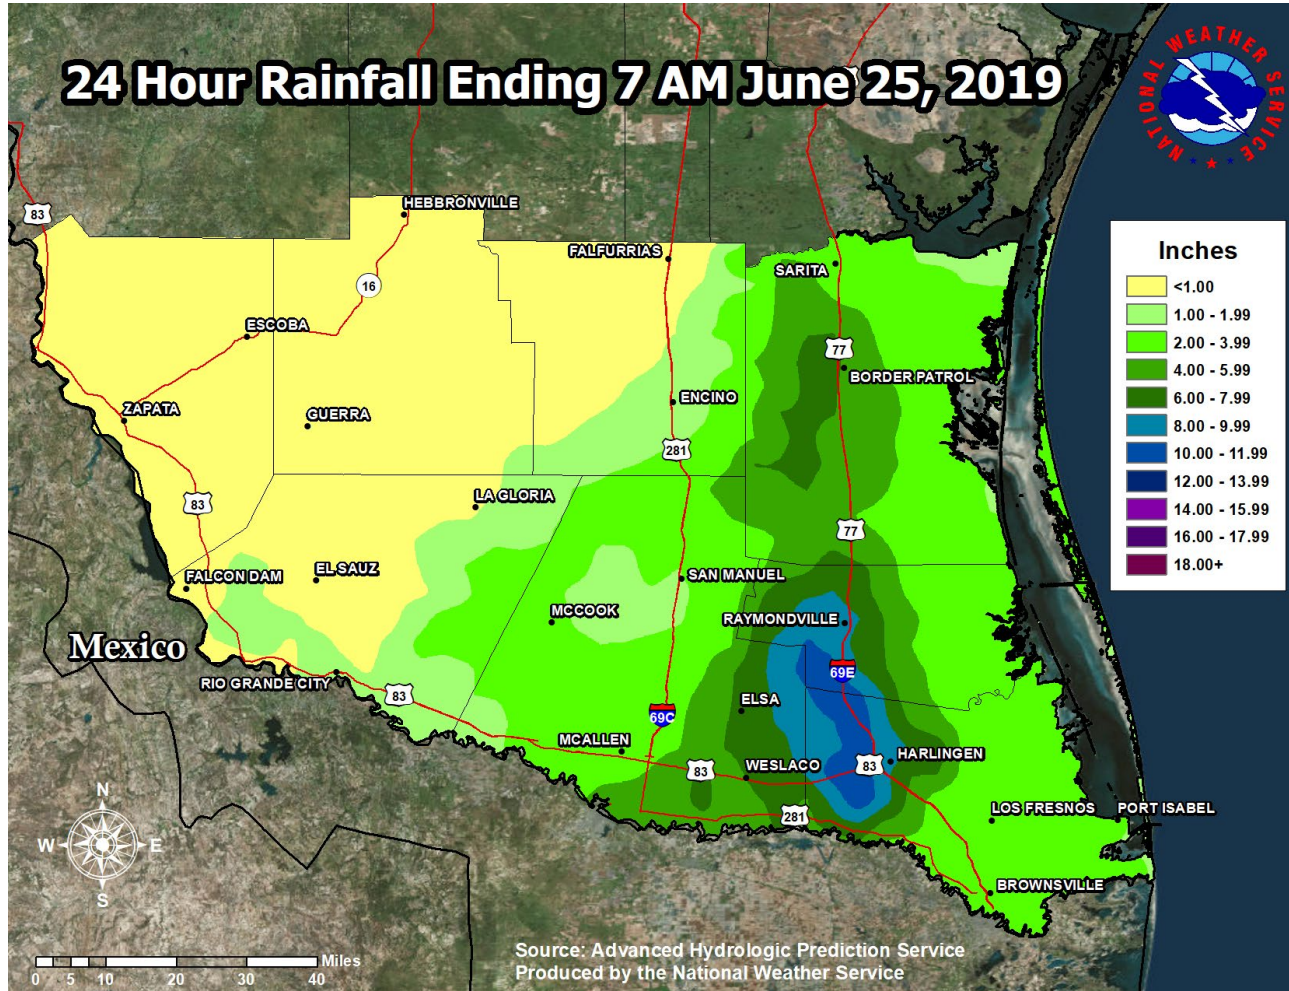 24 Hour Rainfall Ending 7 AM June 25, 2019
NATIONAL WEATHER SERVICE
83
HEBBRONVILLE
FALFURRIAS
SARITA
16
ESCOBA
77
BORDER PATROL
ZAPATA
GUERRA
ENCINO
281
83
LA GLORIA
77
FALCON DAM
EL SAUZ
SAN MANUEL
MCCOOK
RAYMONDVILLE
Mexico
RIO GRANDE CITY
83
69E
ELSA
69C
MCALLEN
83
WESLACO
83
HARLINGEN
281
LOS FRESNOS
PORT ISABEL
BROWNSVILLE
Inches
<1.00
1.00 - 1.99
2.00 - 3.99
4.00 - 5.99
6.00 - 7.99
8.00 - 9.99
10.00 - 11.99
12.00 - 13.99
14.00 - 15.99
16.00 - 17.99
18.00+
N
W E
S
Miles
0 5 10 20 30 40
Source: Advanced Hydrologic Prediction Service
Produced by the National Weather Service